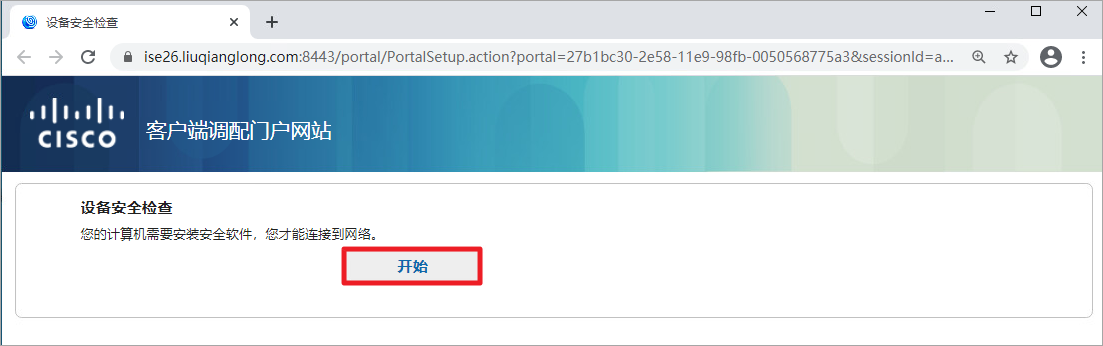 设备安全检查
ise26.liuqianglong.com:8443/portal/PortalSetup.action?portal=27b1bc30-2e58-11e9-98fb-0050568775a3&sessionId=a...
CISCO 客户端调配门户网站
设备安全检查
您的计算机需要安装安全软件，您才能连接到网络。
开始